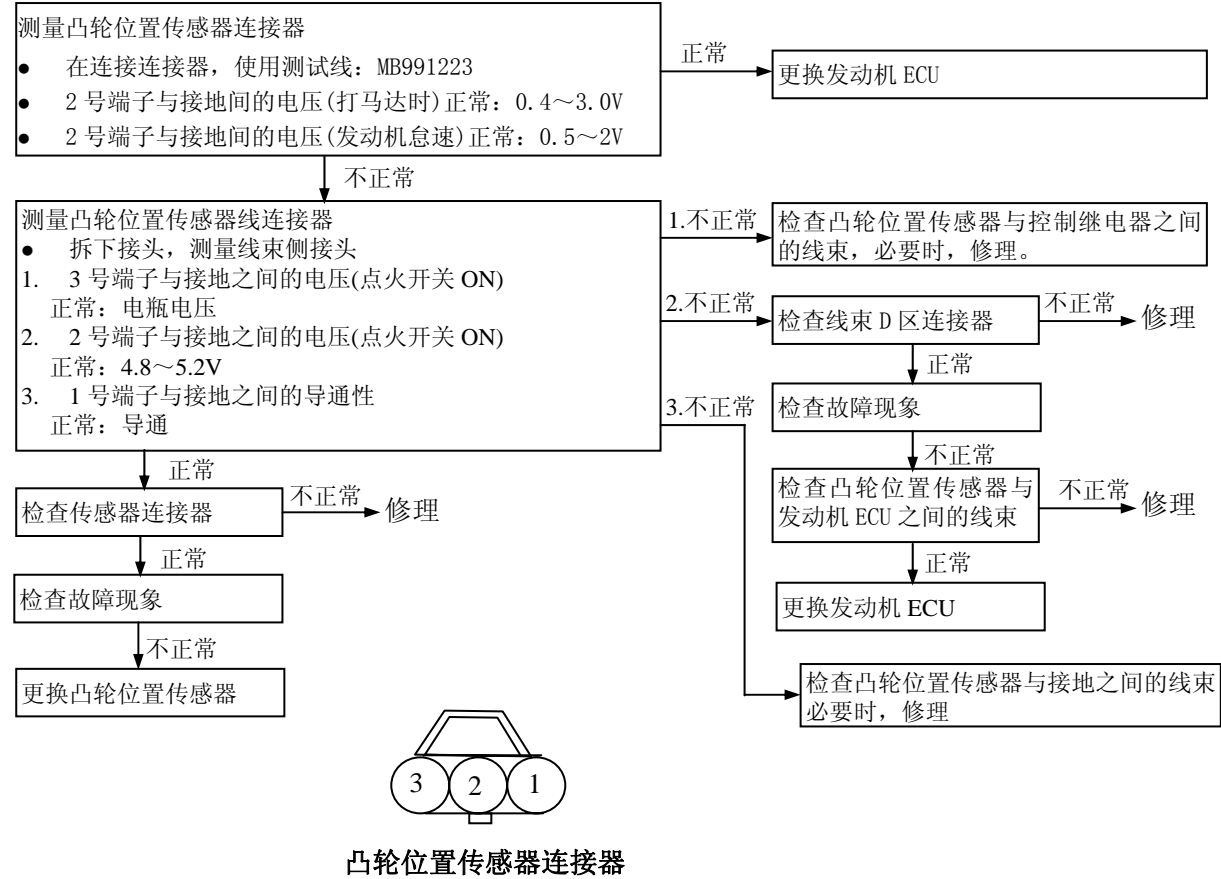 测量凸轮位置传感器连接器
● 在连接连接器，使用测试线：MB991223
● 2 号端子与接地间的电压(打马达时)正常：0.4～3.0V
● 2 号端子与接地间的电压(发动机怠速)正常：0.5～2V
正常
更换发动机 ECU
不正常
测量凸轮位置传感器线连接器
● 拆下接头，测量线束侧接头
1. 3 号端子与接地之间的电压(点火开关 ON)
正常：电瓶电压
2. 2 号端子与接地之间的电压(点火开关 ON)
正常：4.8～5.2V
3. 1 号端子与接地之间的导通性
正常：导通
1.不正常
检查凸轮位置传感器与控制继电器之间
的线束，必要时，修理。
2.不正常
检查线束 D 区连接器
不正常
修理
正常
检查故障现象
不正常
检查凸轮位置传感器与
发动机 ECU 之间的线束
不正常
修理
正常
更换发动机 ECU
3.不正常
检查凸轮位置传感器与接地之间的线束
必要时，修理
正常
检查传感器连接器
不正常
修理
正常
检查故障现象
不正常
更换凸轮位置传感器
3 2 1
凸轮位置传感器连接器